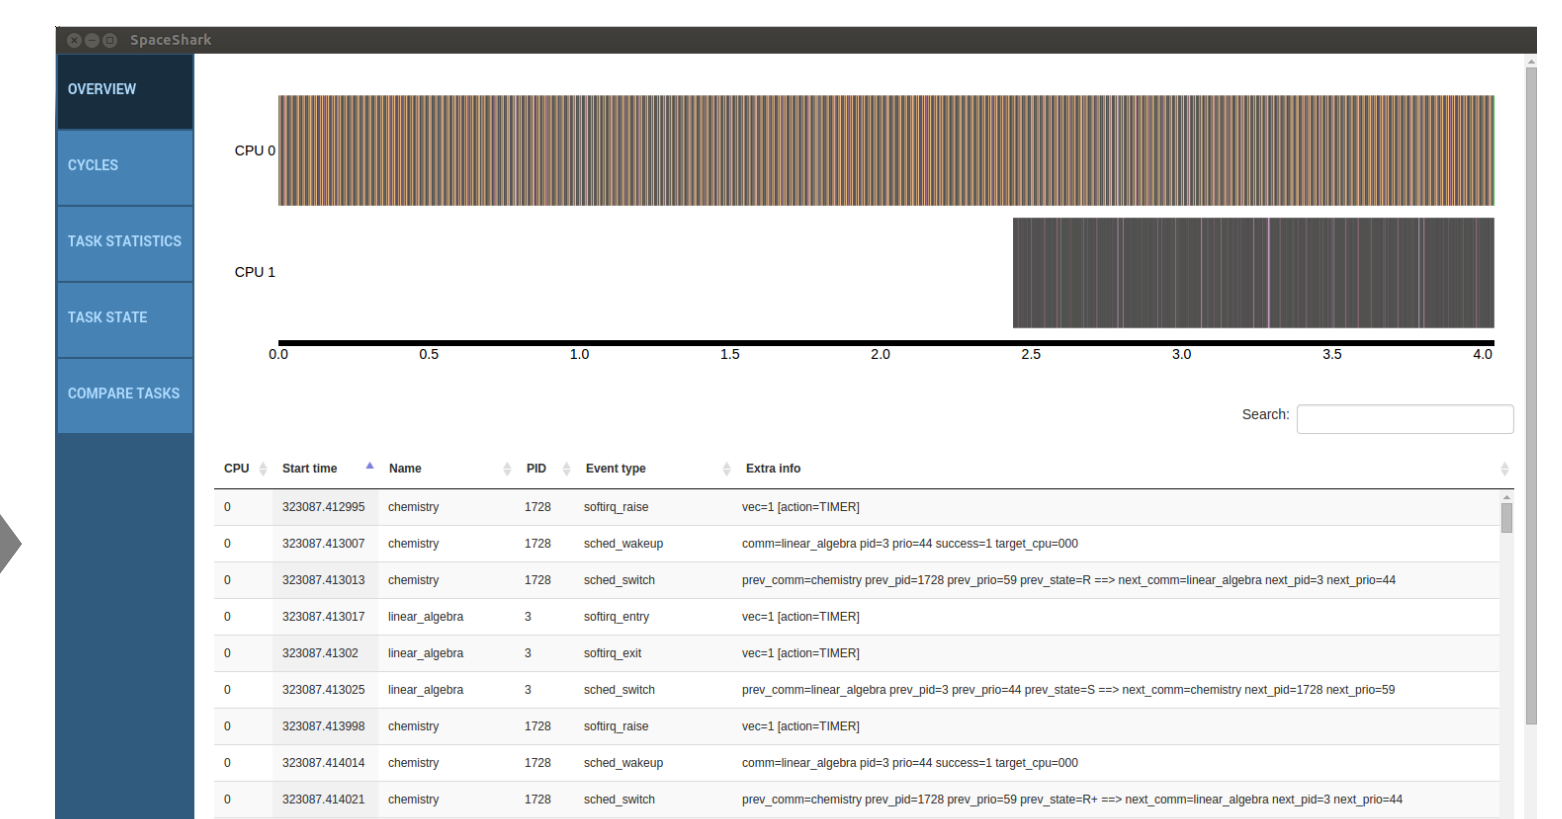 SpaceShark
OVERVIEW
CYCLES
TASK STATISTICS
TASK STATE
COMPARE TASKS
CPU 0
CPU 1
0.0 0.5 1.0 1.5 2.0 2.5 3.0 3.5 4.0
Search:
CPU Start time Name PID Event type Extra info
0 323087.412995 chemistry 1728 softirq_raise vec=1 [action=TIMER]
0 323087.413007 chemistry 1728 sched_wakeup comm=linear_algebra pid=3 prio=44 success=1 target_cpu=000
0 323087.413013 chemistry 1728 sched_switch prev_comm=chemistry prev_pid=1728 prev_prio=59 prev_state=R ==> next_comm=linear_algebra next_pid=3 next_prio=44
0 323087.413017 linear_algebra 3 softirq_entry vec=1 [action=TIMER]
0 323087.41302 linear_algebra 3 softirq_exit vec=1 [action=TIMER]
0 323087.413025 linear_algebra 3 sched_switch prev_comm=linear_algebra prev_pid=3 prev_prio=44 prev_state=S ==> next_comm=chemistry next_pid=1728 next_prio=59
0 323087.413998 chemistry 1728 softirq_raise vec=1 [action=TIMER]
0 323087.414014 chemistry 1728 sched_wakeup comm=linear_algebra pid=3 prio=44 success=1 target_cpu=000
0 323087.414021 chemistry 1728 sched_switch prev_comm=chemistry prev_pid=1728 prev_prio=59 prev_state=R+ ==> next_comm=linear_algebra next_pid=3 next_prio=44